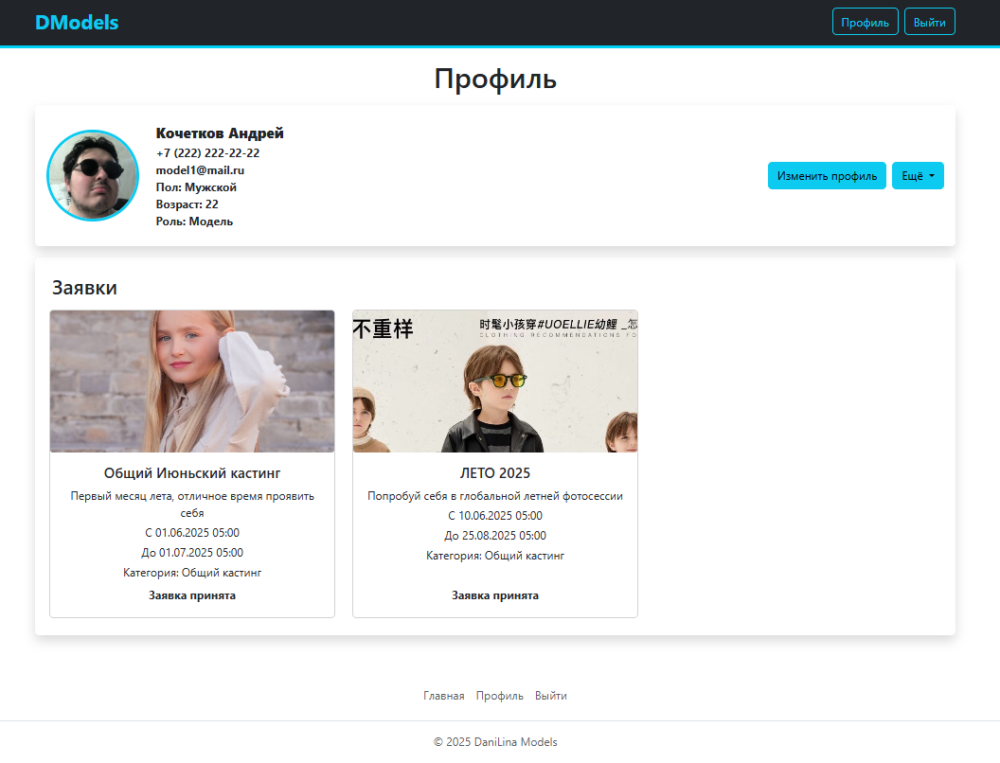 DModels
Профиль
Выйти
Профиль
Кочетков Андрей
+7 (222) 222-22-22
model1@mail.ru
Пол: Мужской
Возраст: 22
Роль: Модель
Изменить профиль
Ещё
Заявки
Общий Июньский кастинг
Первый месяц лета, отличное время проявить
себя
С 01.06.2025 05:00
До 01.07.2025 05:00
Категория: Общий кастинг
Заявка принята
不重样
时髦小孩穿#UOELLIE幼鲤 _怎
CLOTHING RECOMMENDATIONS FO
ЛЕТО 2025
Попробуй себя в глобальной летней фотосессии
С 10.06.2025 05:00
До 25.08.2025 05:00
Категория: Общий кастинг
Заявка принята
Главная
Профиль
Выйти
© 2025 DaniLina Models